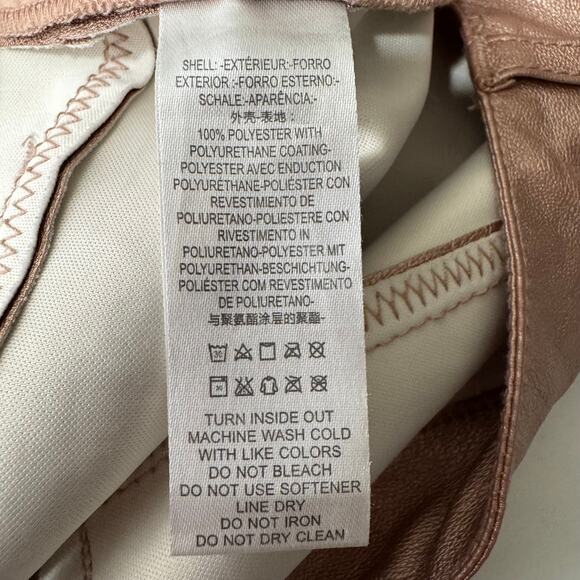 SHELL:-EXTÉRIEUR:-FORRO
EXTERIOR :-FORRO ESTERNO:-
SCHALE:-APARÊNCIA:-
外壳-表地：
100% POLYESTER WITH
POLYURETHANE COATING-
POLYESTER AVEC ENDUCTION
POLYURÉTHANE-POLIÉSTER CON
REVESTIMIENTO DE
POLIURETANO-POLIESTERE CON
RIVESTIMENTO IN
POLIURETANO-POLYESTER MIT
POLYURETHAN-BESCHICHTUNG-
POLIÉSTER COM REVESTIMENTO
DE POLIURETANO-
与聚氨酯涂层的聚酯-
30
30
TURN INSIDE OUT
MACHINE WASH COLD
WITH LIKE COLORS
DO NOT BLEACH
DO NOT USE SOFTENER
LINE DRY
DO NOT IRON
DO NOT DRY CLEAN